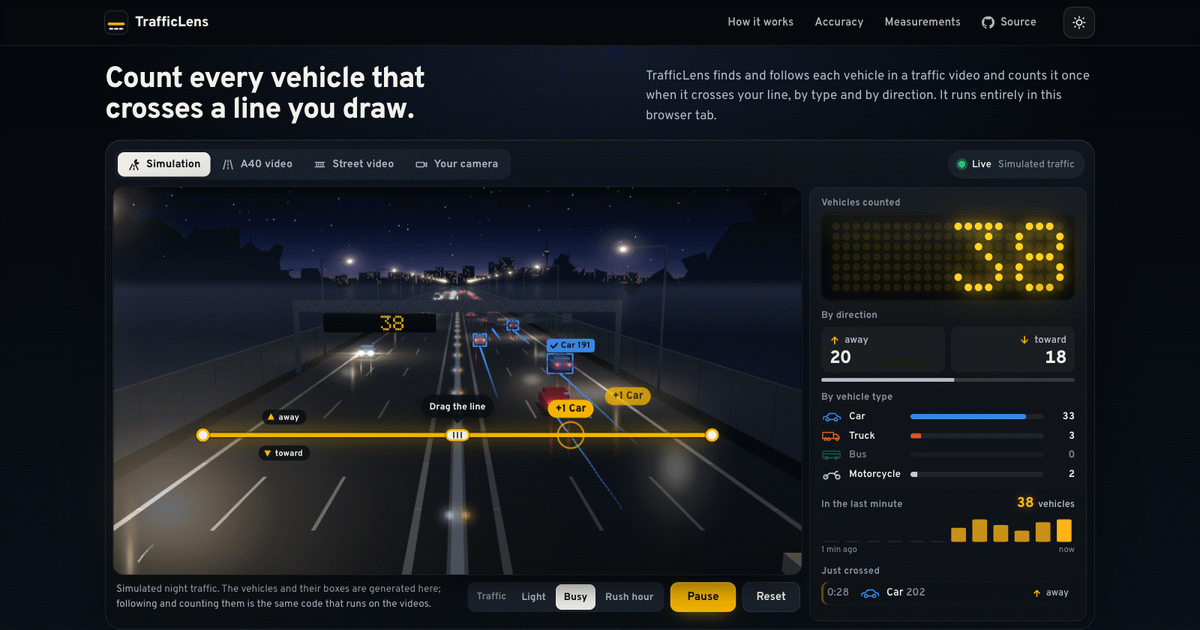 TrafficLens
How it works
Accuracy
Measurements
Source
Count every vehicle that
crosses a line you draw.
TrafficLens finds and follows each vehicle in a traffic video and counts it once
when it crosses your line, by type and by direction. It runs entirely in this
browser tab.
Simulation
A40 video
Street video
Your camera
Live Simulated traffic
38
Car 191
+1 Car
+1 Car
Drag the line
away
toward
Vehicles counted
38
By direction
away
20
toward
18
By vehicle type
Car 33
Truck 3
Bus 0
Motorcycle 2
In the last minute
38 vehicles
1 min ago
now
Just crossed
0:28 Car 202 away
Simulated night traffic. The vehicles and their boxes are generated here;
following and counting them is the same code that runs on the videos.
Traffic
Light
Busy
Rush hour
Pause
Reset